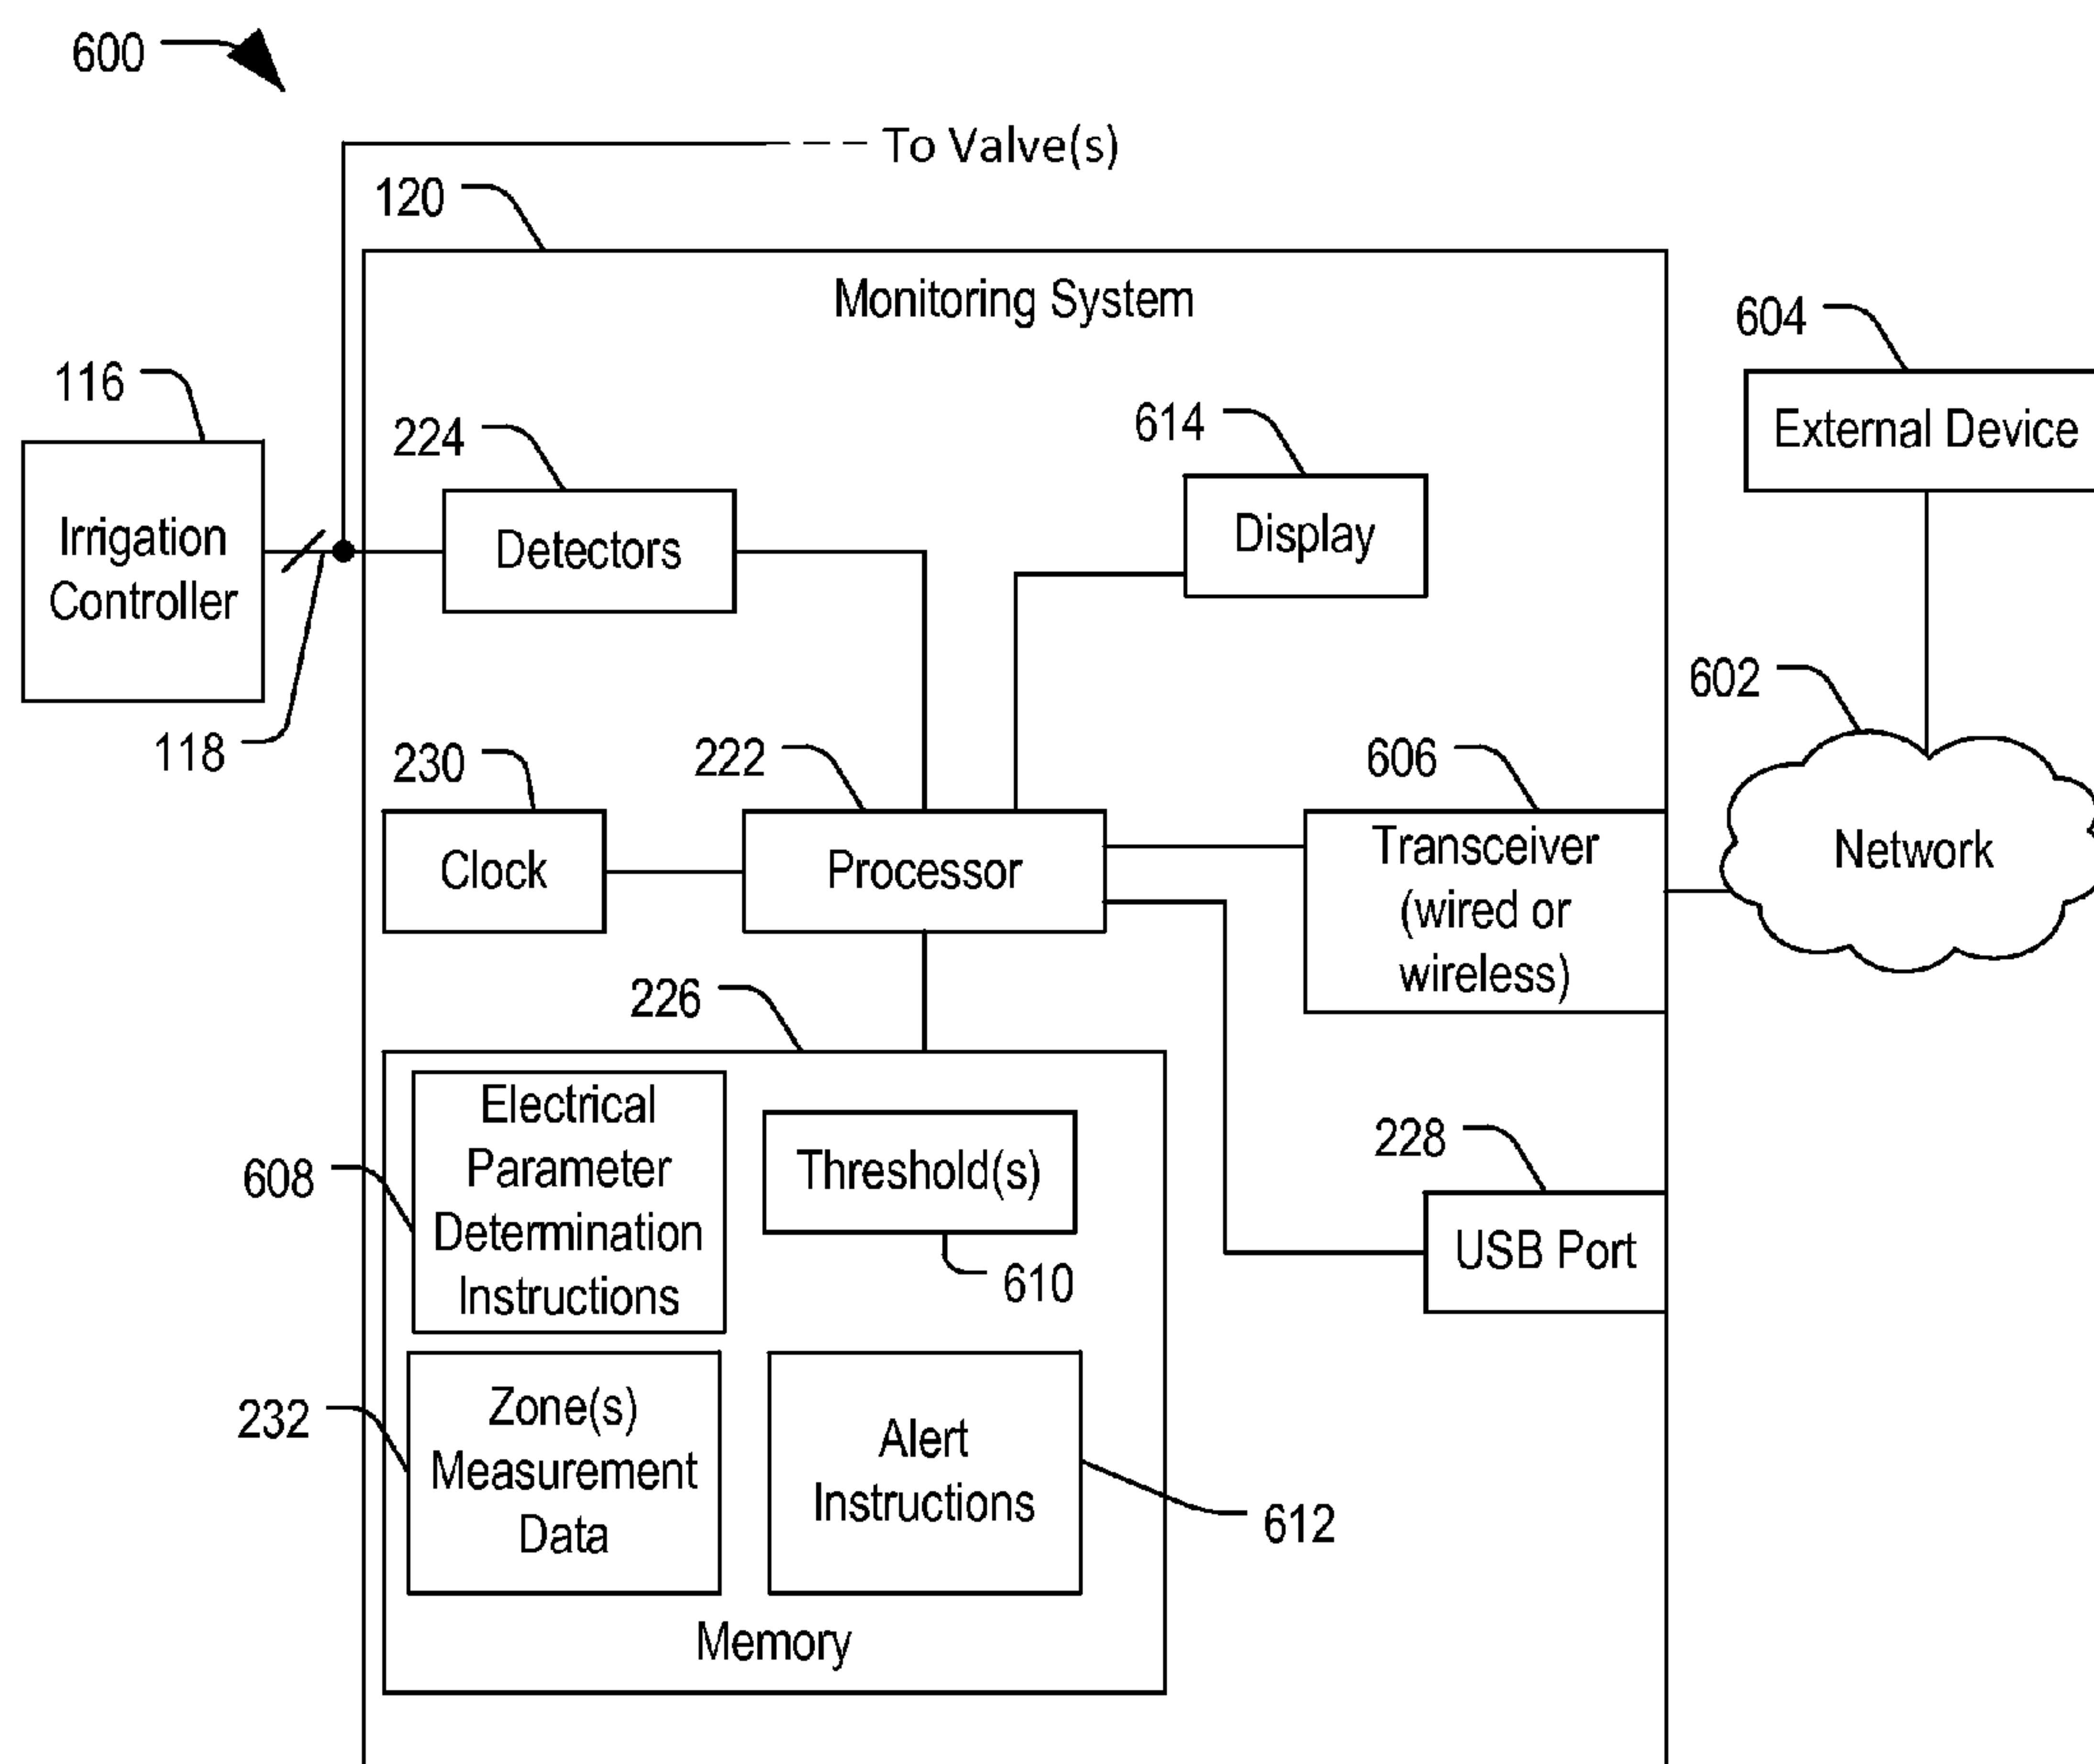 600
To Valve(s)
120
Monitoring System
604
External Device
116
Irrigation
Controller
224
Detectors
614
Display
118
602
Network
230
Clock
222
Processor
606
Transceiver
(wired or
wireless)
226
608
Electrical
Parameter
Determination
Instructions
Threshold(s)
610
228
USB Port
232
Zone(s)
Measurement
Data
Alert
Instructions
612
Memory